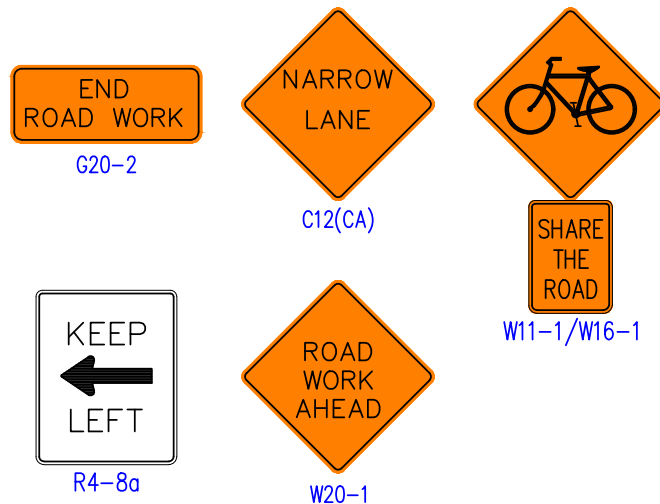 END
ROAD WORK
G20-2
NARROW
LANE
C12(CA)
SHARE
THE
ROAD
W11-1/W16-1
KEEP
LEFT
R4-8a
ROAD
WORK
AHEAD
W20-1